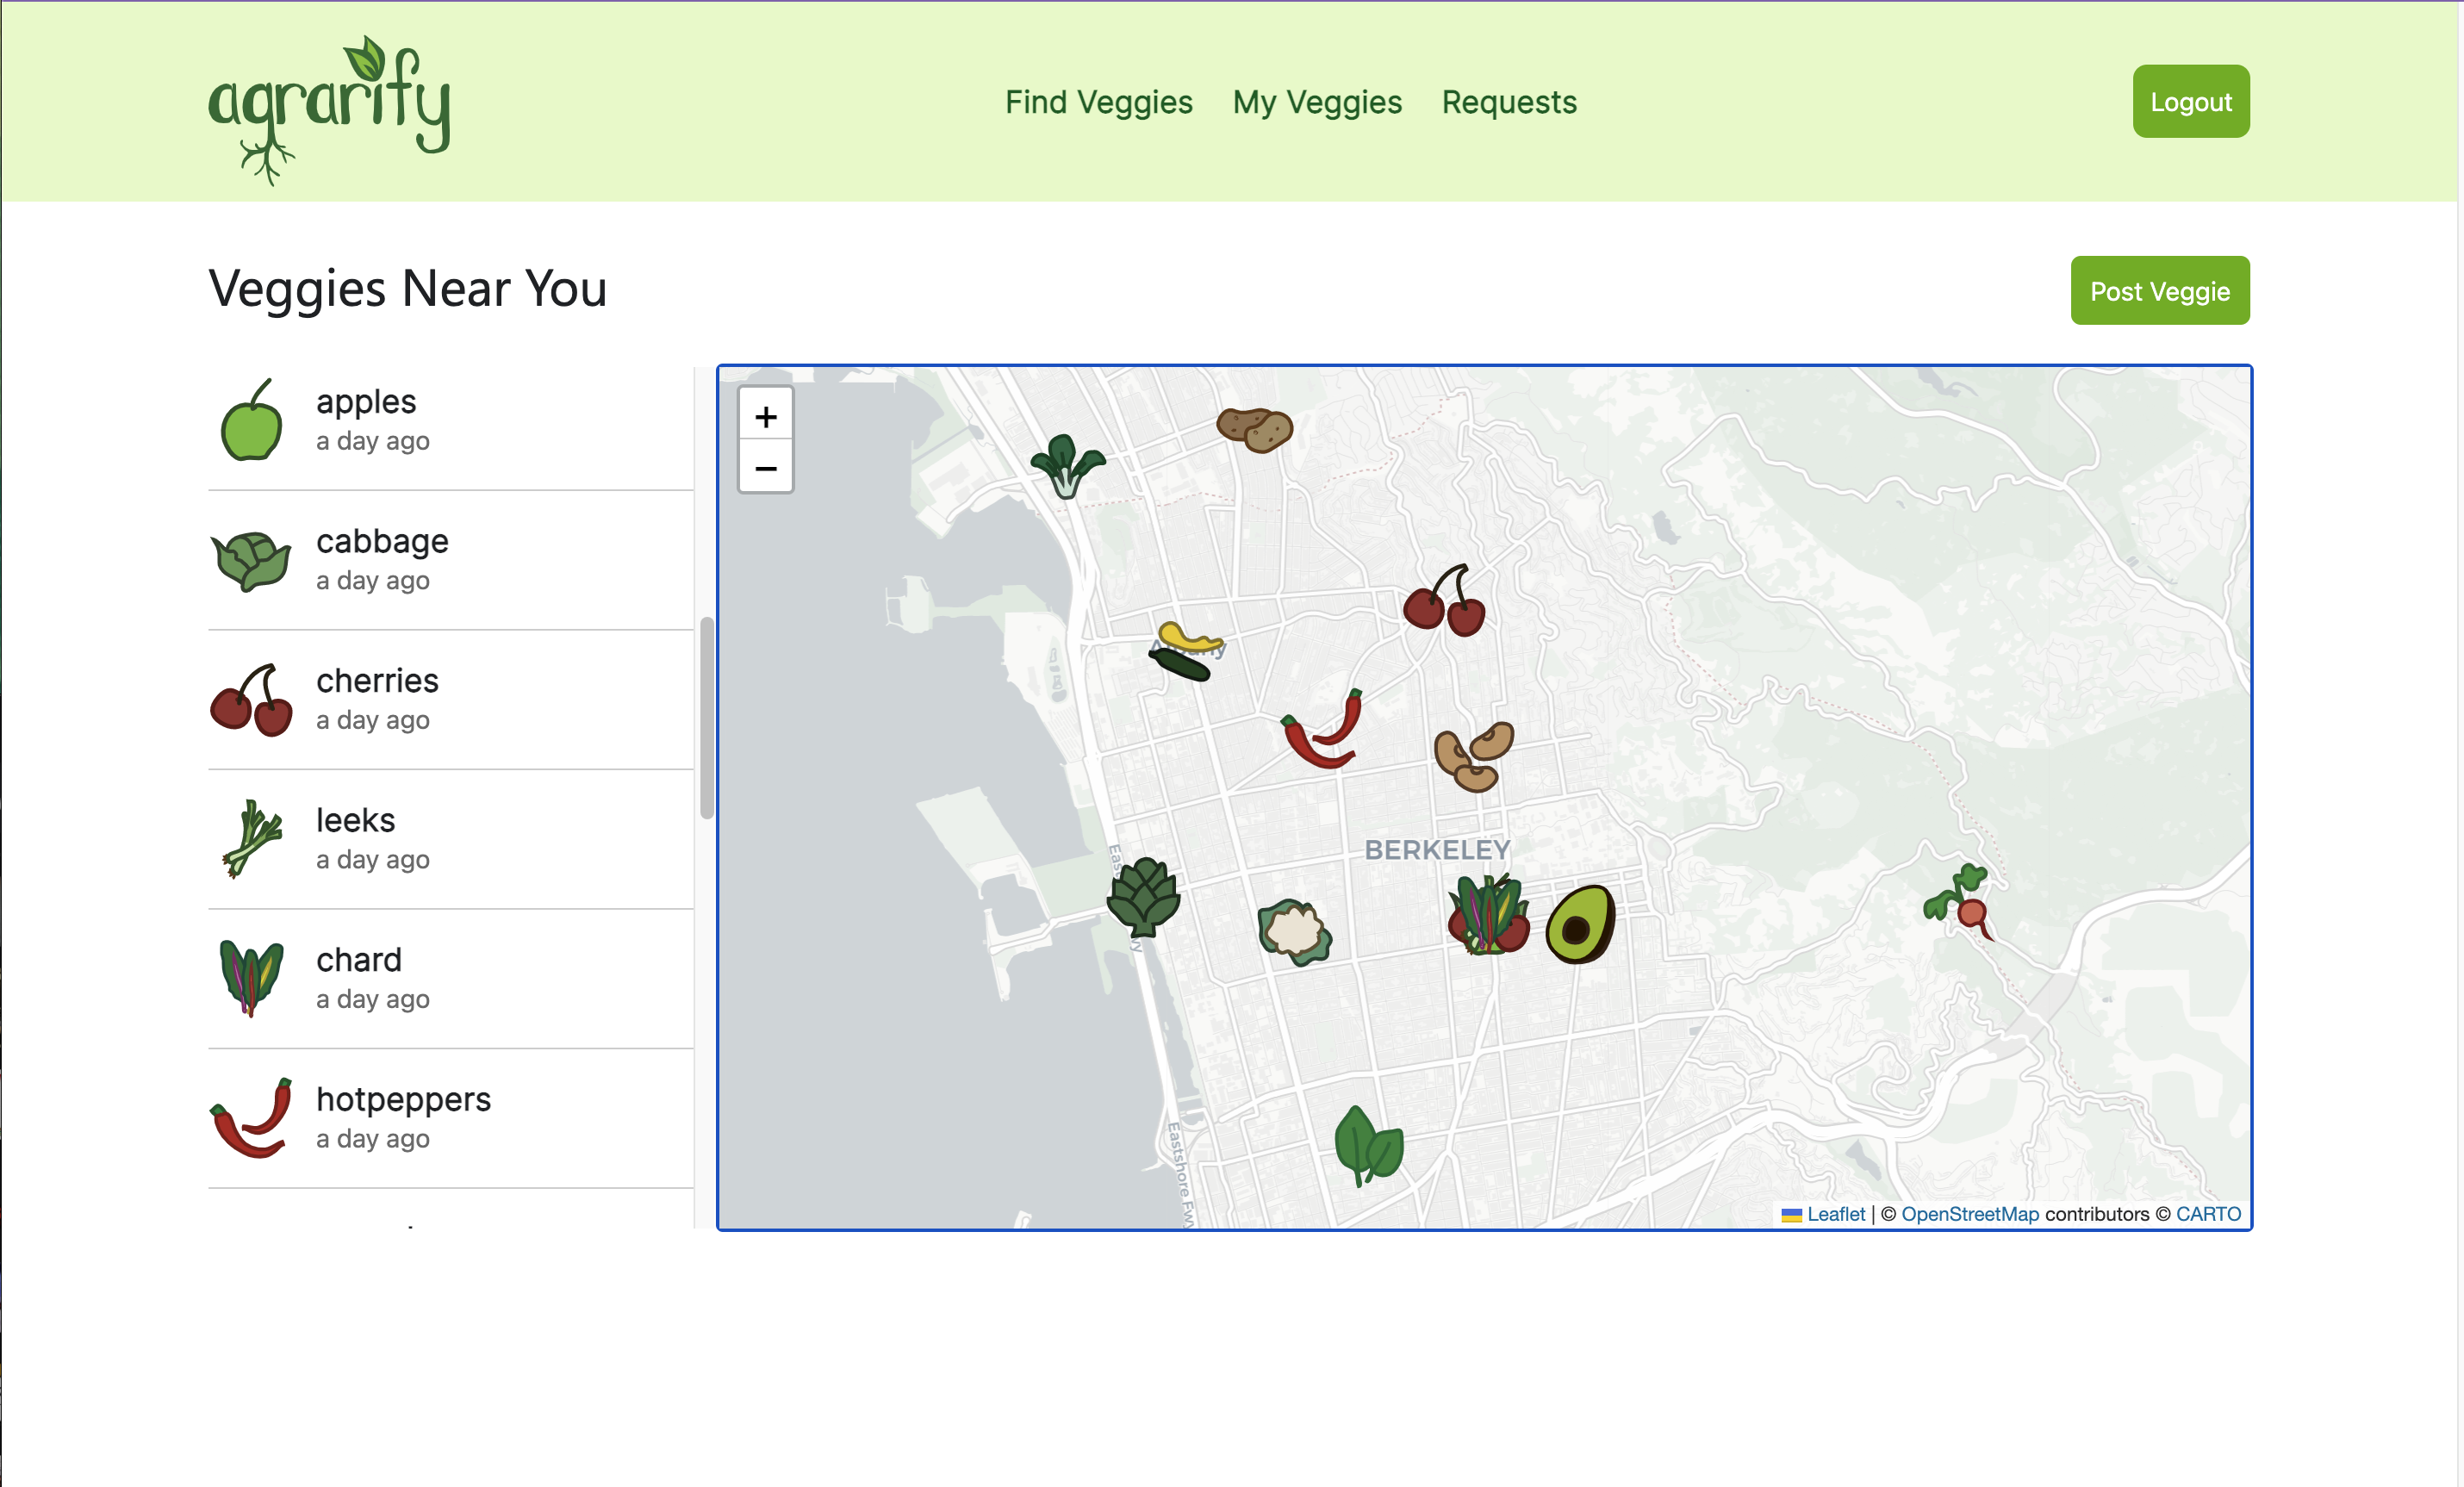 agrarify
Find Veggies
My Veggies
Requests
Logout
Veggies Near You
Post Veggie
apples
a day ago
cabbage
a day ago
cherries
a day ago
leeks
a day ago
chard
a day ago
hotpeppers
a day ago
+
−
BERKELEY
Eastshore Fwy
Leaflet | © OpenStreetMap contributors © CARTO